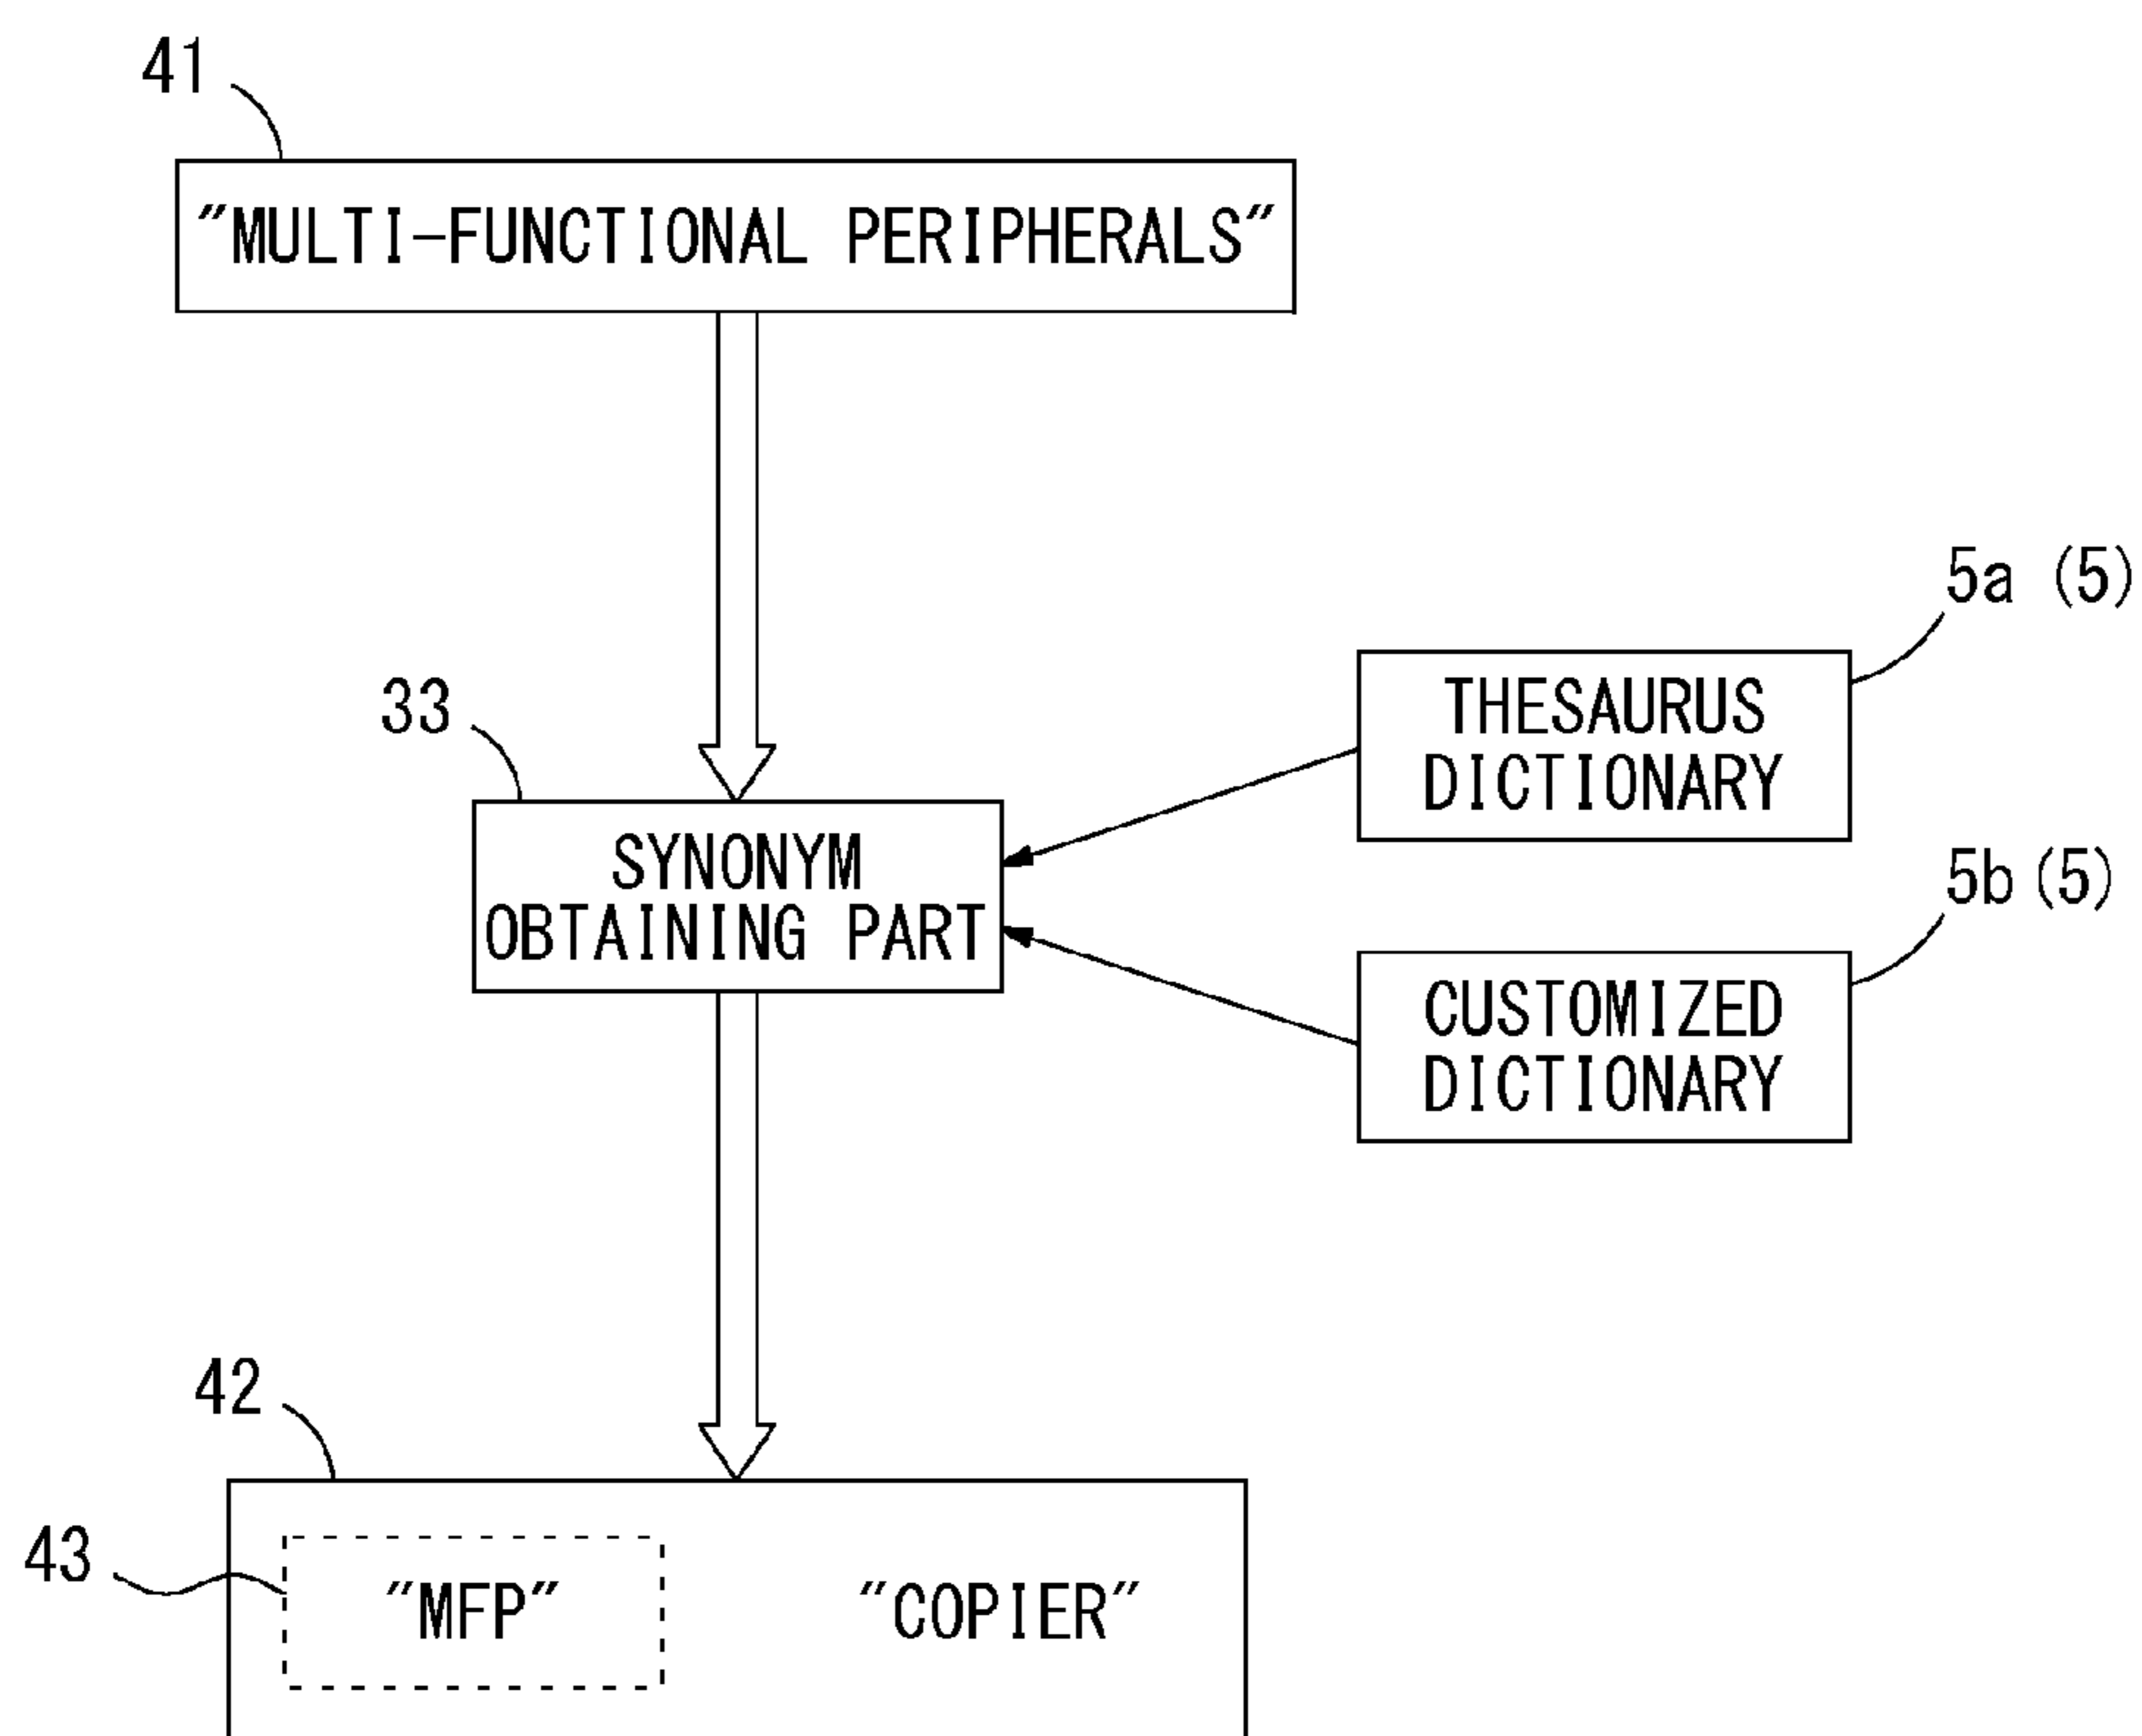 41
"MULTI-FUNCTIONAL PERIPHERALS"
5a (5)
33
THESAURUS
DICTIONARY
SYNONYM
OBTAINING PART
5b (5)
CUSTOMIZED
DICTIONARY
42
43
"MFP"
"COPIER"